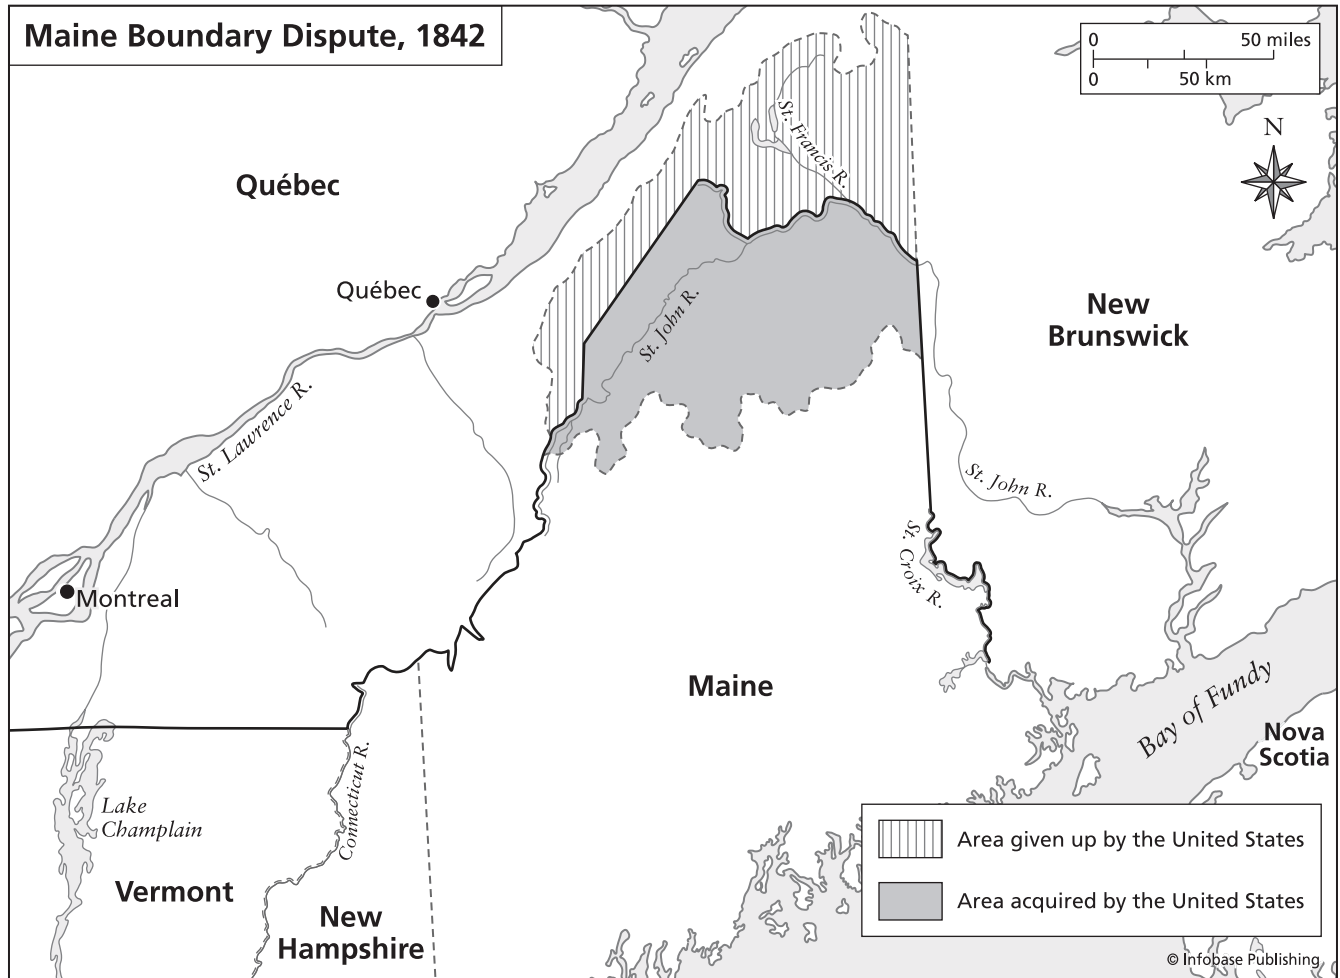 Maine Boundary Dispute, 1842
0 50 miles
0 50 km
N
St. Francis R.
Québec
Québec
St. John R.
New
Brunswick
St. Lawrence R.
St. John R.
St. Croix R.
Montreal
Maine
Bay of Fundy
Nova
Scotia
Connecticut R.
Lake
Champlain
Area given up by the United States
Vermont
Area acquired by the United States
New
Hampshire
© Infobase Publishing